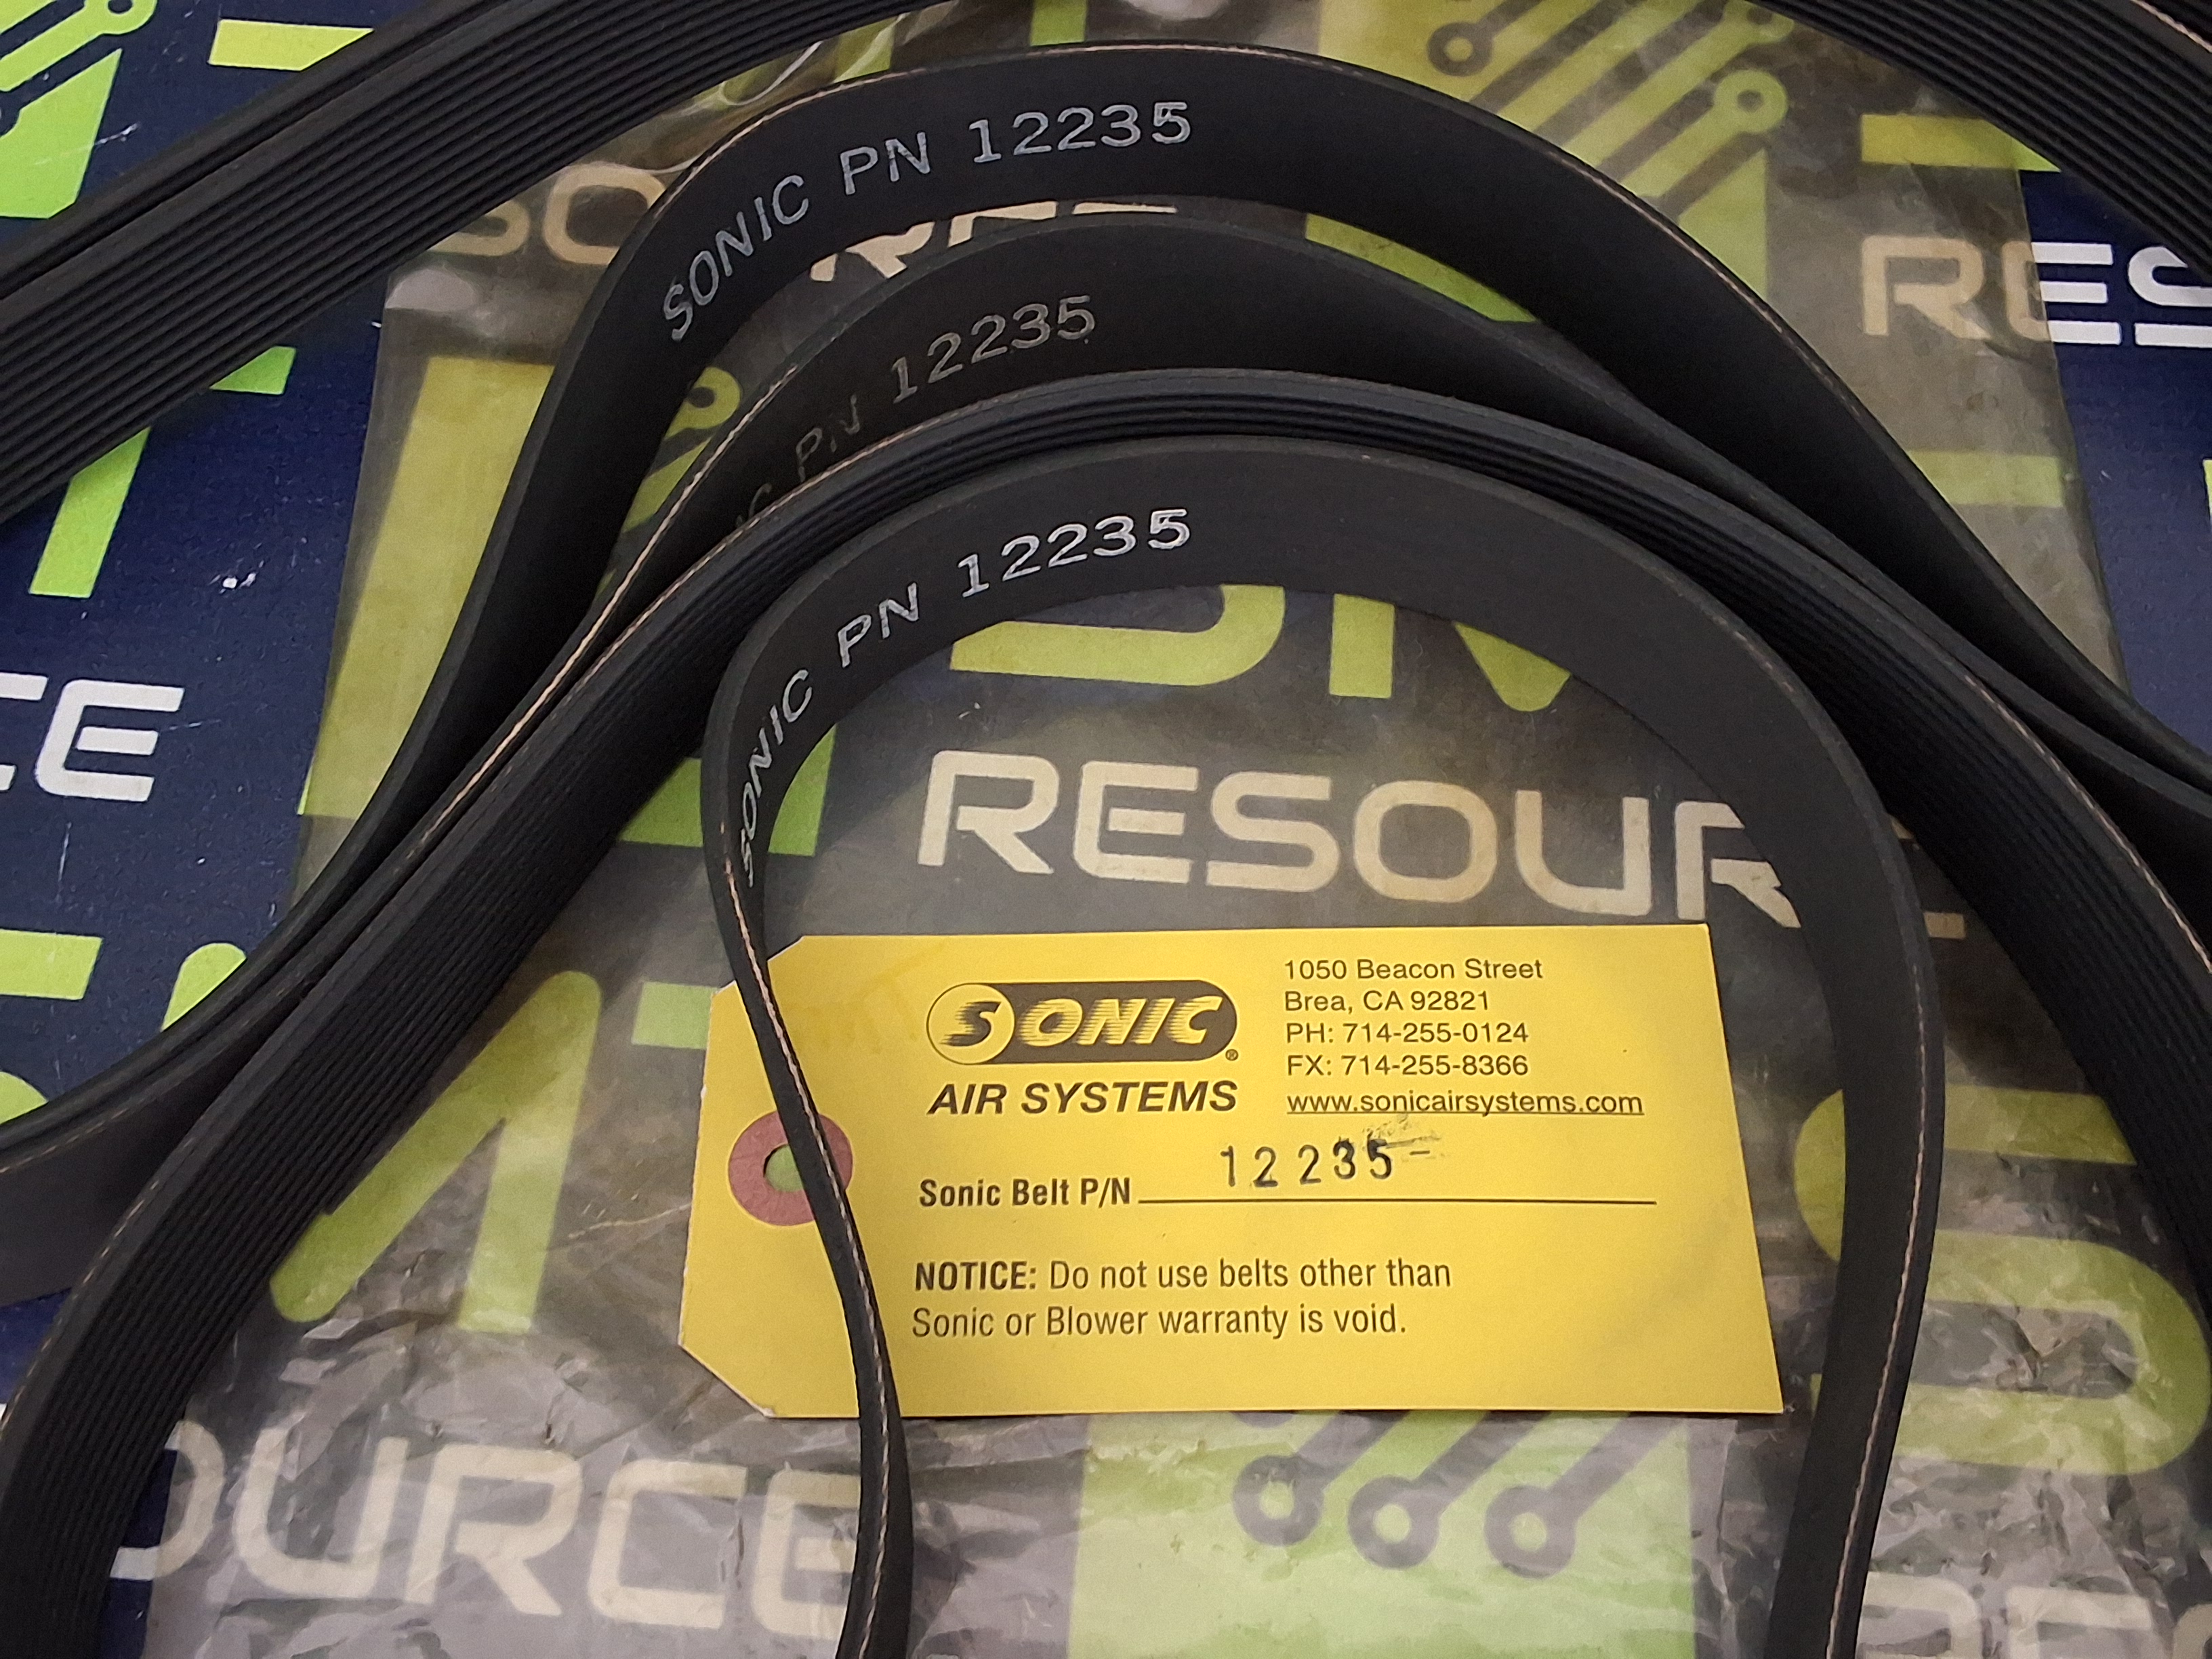 SONIC PN 12235
PN 12235
SONIC PN 12235
RESOUR
SONIC
AIR SYSTEMS
1050 Beacon Street
Brea, CA 92821
PH: 714-255-0124
FX: 714-255-8366
www.sonicairsystems.com
Sonic Belt P/N 12235-
NOTICE: Do not use belts other than
Sonic or Blower warranty is void.
OURCE